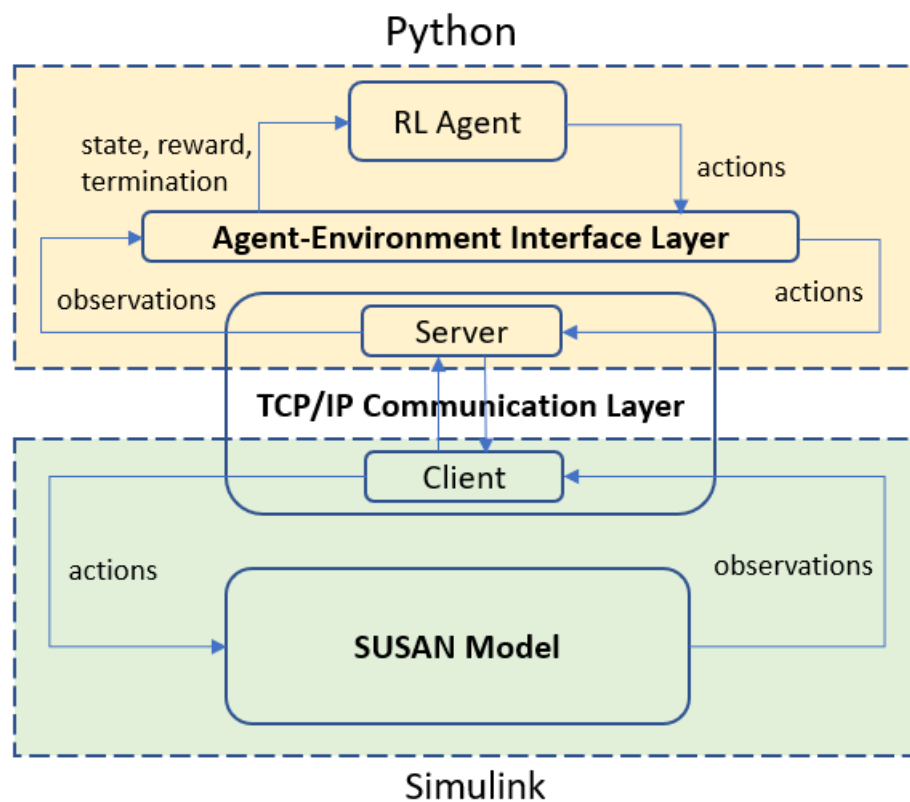 Python
RL Agent
state, reward,
termination
actions
Agent-Environment Interface Layer
observations
actions
Server
TCP/IP Communication Layer
Client
actions
observations
SUSAN Model
Simulink